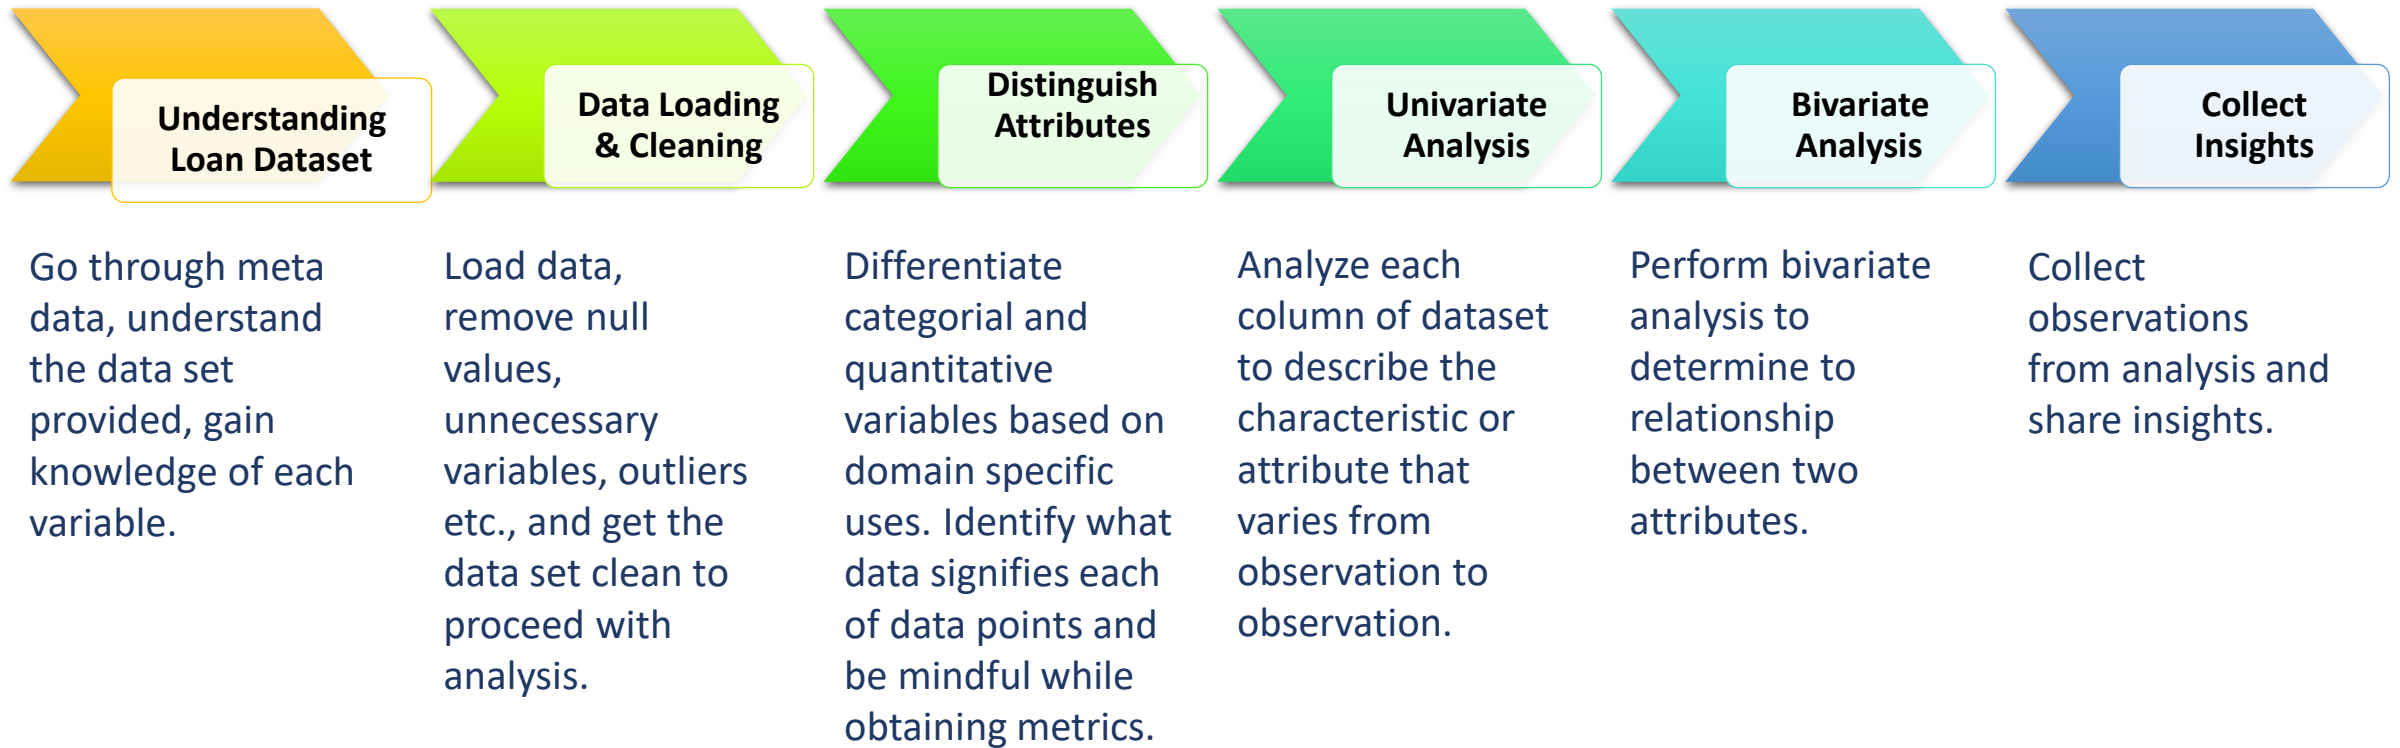 Understanding
Loan Dataset
Data Loading
& Cleaning
Distinguish
Attributes
Univariate
Analysis
Bivariate
Analysis
Collect
Insights
Go through meta
data, understand
the data set
provided, gain
knowledge of each
variable.
Load data,
remove null
values,
unnecessary
variables, outliers
etc., and get the
data set clean to
proceed with
analysis.
Differentiate
categorial and
quantitative
variables based on
domain specific
uses. Identify what
data signifies each
of data points and
be mindful while
obtaining metrics.
Analyze each
column of dataset
to describe the
characteristic or
attribute that
varies from
observation to
observation.
Perform bivariate
analysis to
determine to
relationship
between two
attributes.
Collect
observations
from analysis and
share insights.